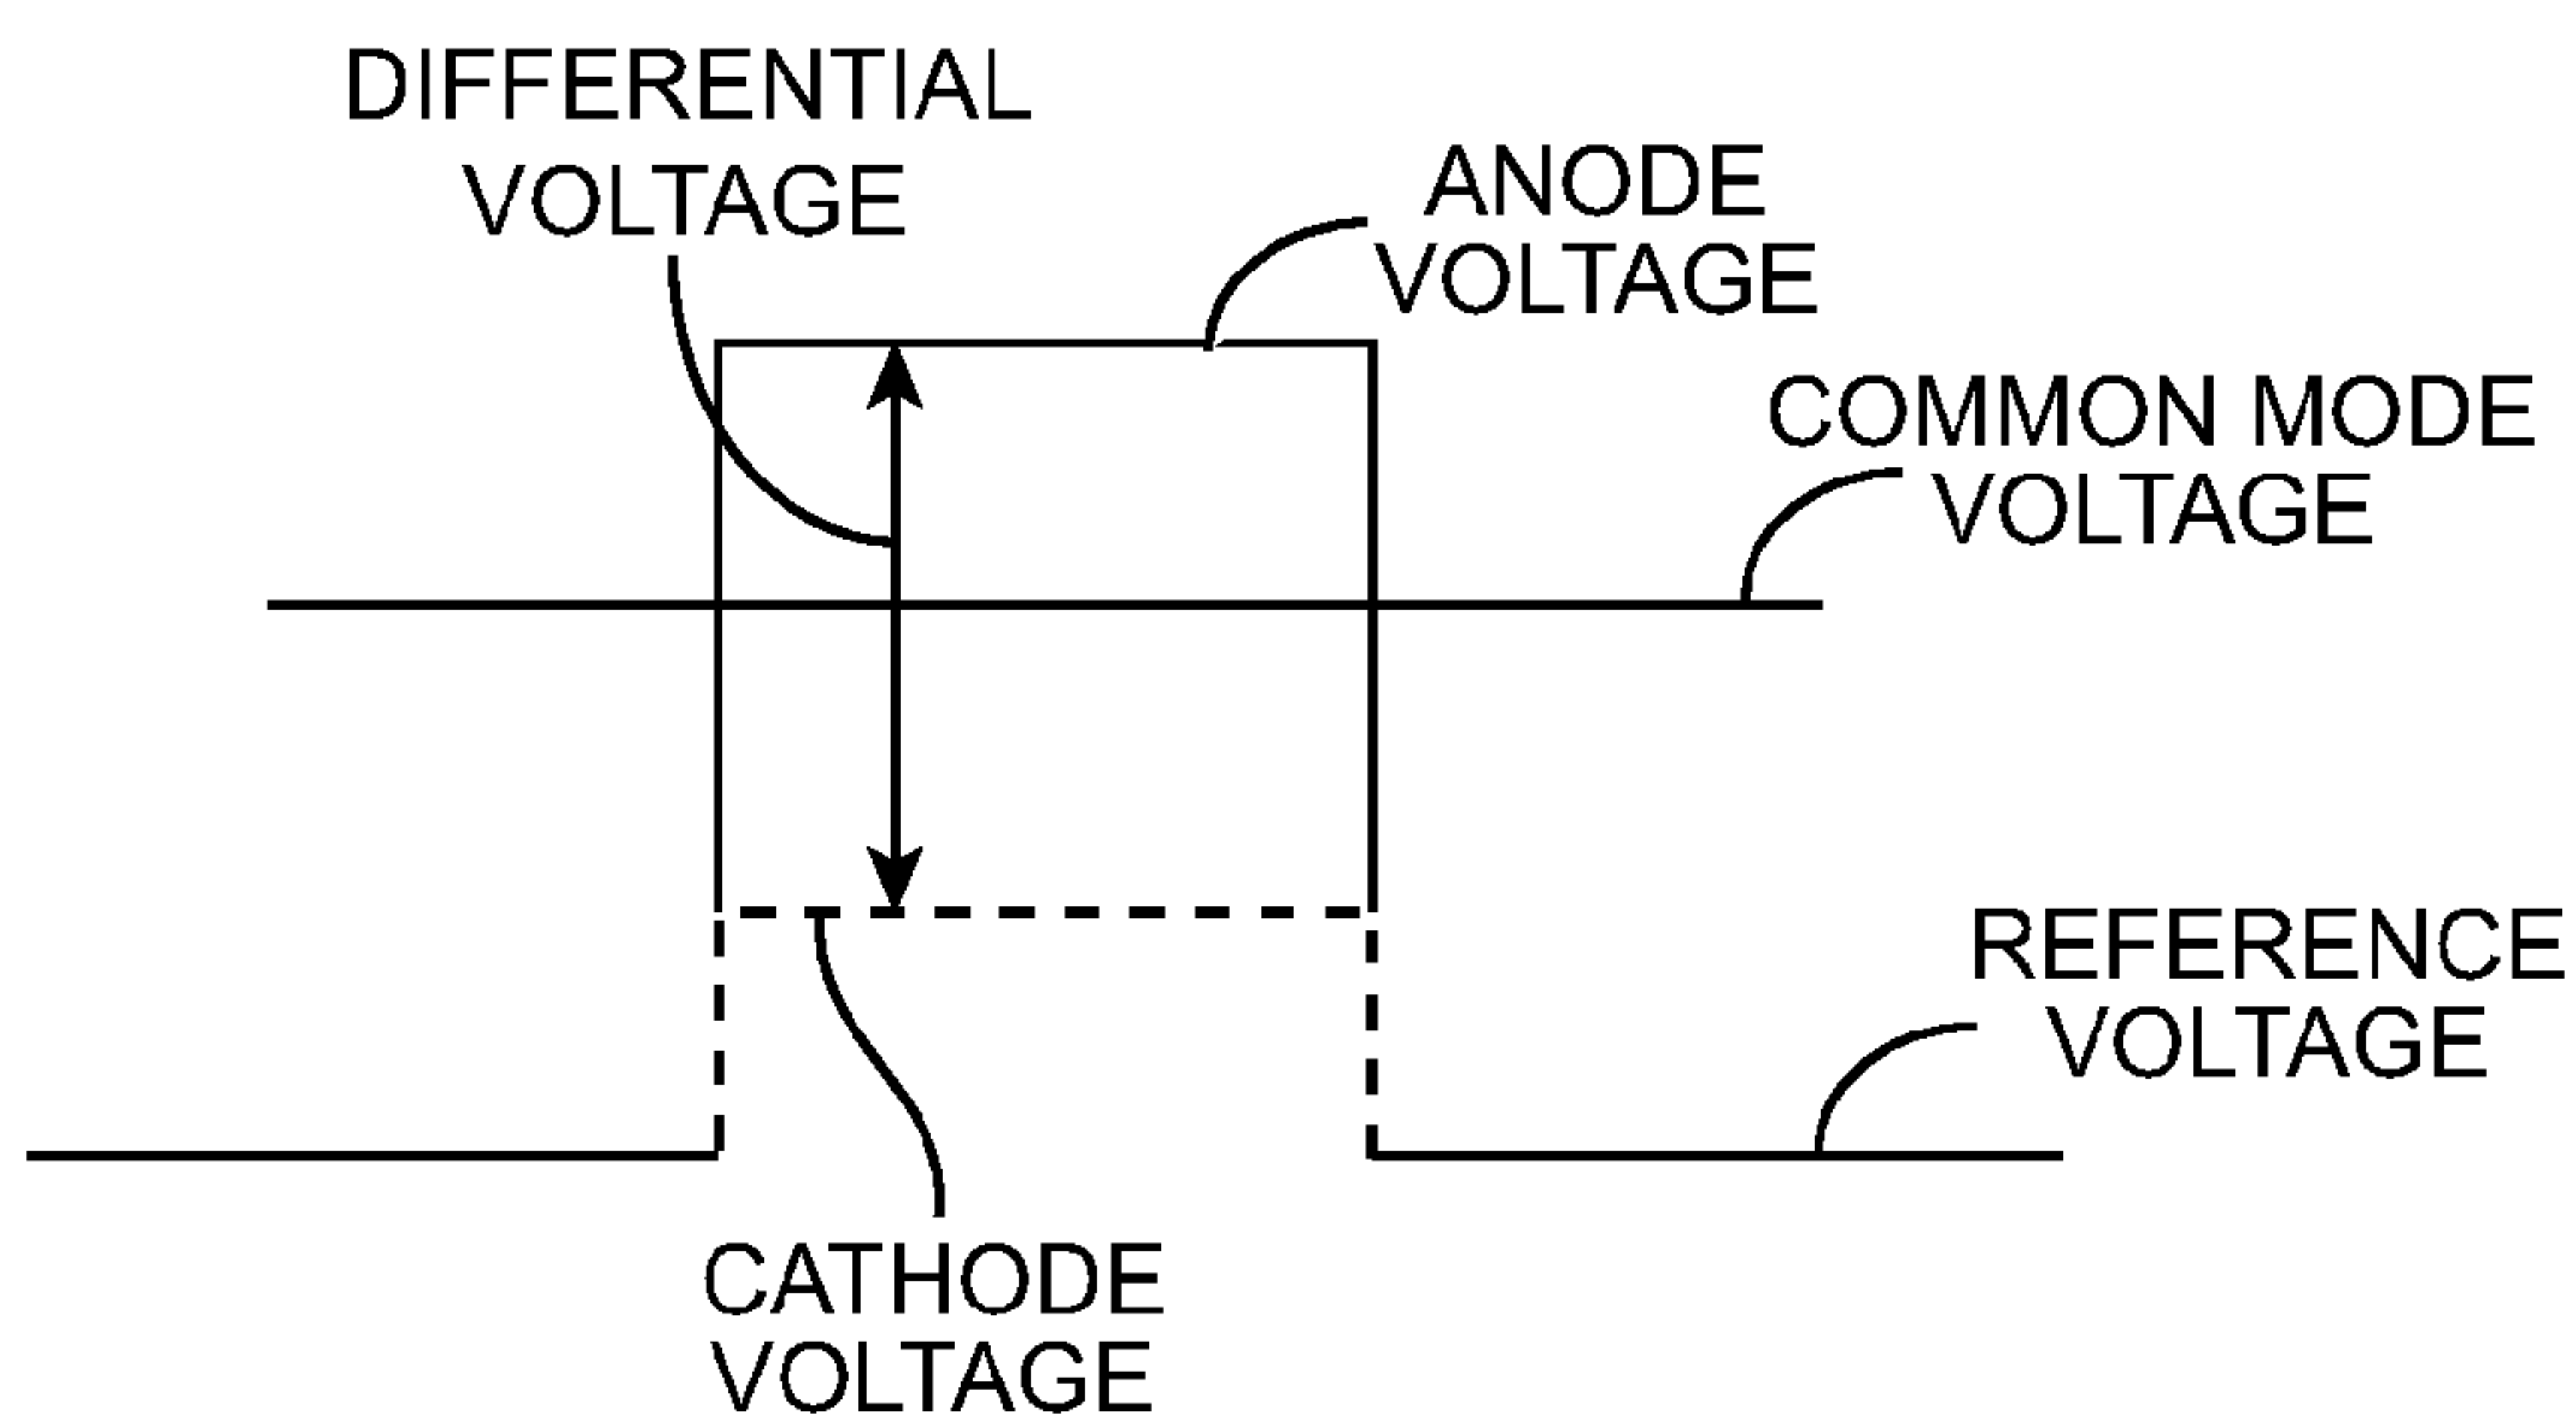 DIFFERENTIAL
VOLTAGE
ANODE
VOLTAGE
COMMON MODE
VOLTAGE
REFERENCE
VOLTAGE
CATHODE
VOLTAGE